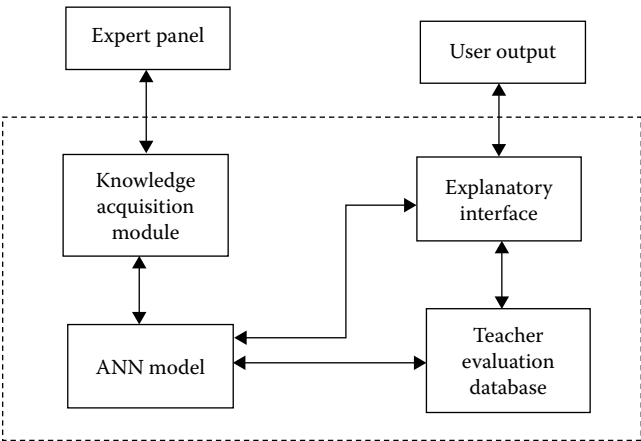 Expert panel
User output
Knowledge
acquisition
module
Explanatory
interface
ANN model
Teacher
evaluation
database